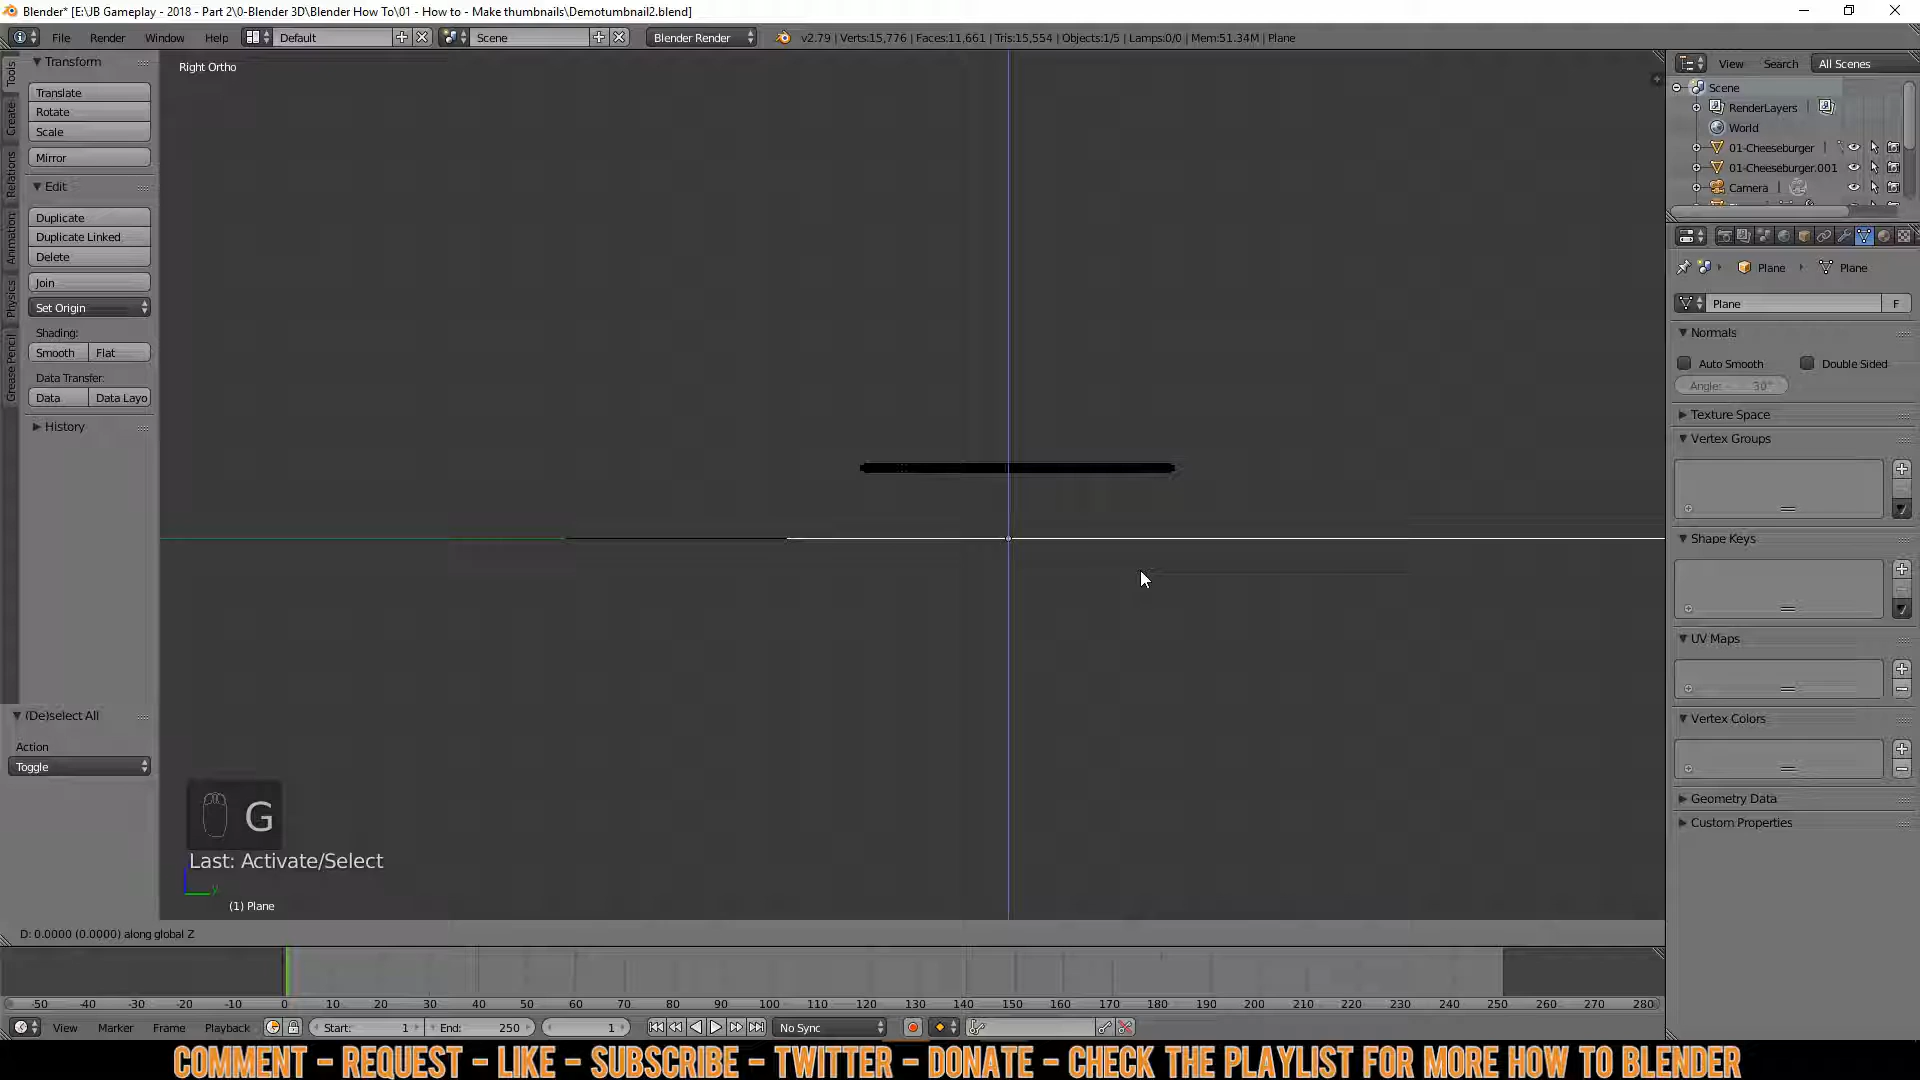 Blender* [E:\JB Gameplay - 2018 - Part 2\0-Blender 3D\Blender How To\01 - How to - Make thumbnails\Demotumbnail2.blend]
File Render Window Help Default Scene Blender Render v2.79 | Verts:15,776 | Faces:11,661 | Tris:15,554 | Objects:1/5 | Lamps:0/0 | Mem:51.34M | Plane
View Search All Scenes
Tools
Create
Relations
Animation
Physics
Grease Pencil
Transform
Translate
Rotate
Scale
Mirror
Edit
Duplicate
Duplicate Linked
Delete
Join
Set Origin
Shading:
Smooth Flat
Data Transfer:
Data Data Layo
History
(De)select All
Action
Toggle
Right Ortho
G
Last: Activate/Select
y
(1) Plane
D: 0.0000 (0.0000) along global Z
Scene
RenderLayers
World
01-Cheeseburger
01-Cheeseburger.001
Camera
Plane Plane
Plane F
Normals
Auto Smooth Double Sided
Angle: 30°
Texture Space
Vertex Groups
Shape Keys
UV Maps
Vertex Colors
Geometry Data
Custom Properties
-50 -40 -30 -20 -10 0 10 20 30 40 50 60 70 80 90 100 110 120 130 140 150 160 170 180 190 200 210 220 230 240 250 260 270 280
View Marker Frame Playback Start: 1 End: 250 1 No Sync
COMMENT - REQUEST - LIKE - SUBSCRIBE - TWITTER - DONATE - CHECK THE PLAYLIST FOR MORE HOW TO BLENDER